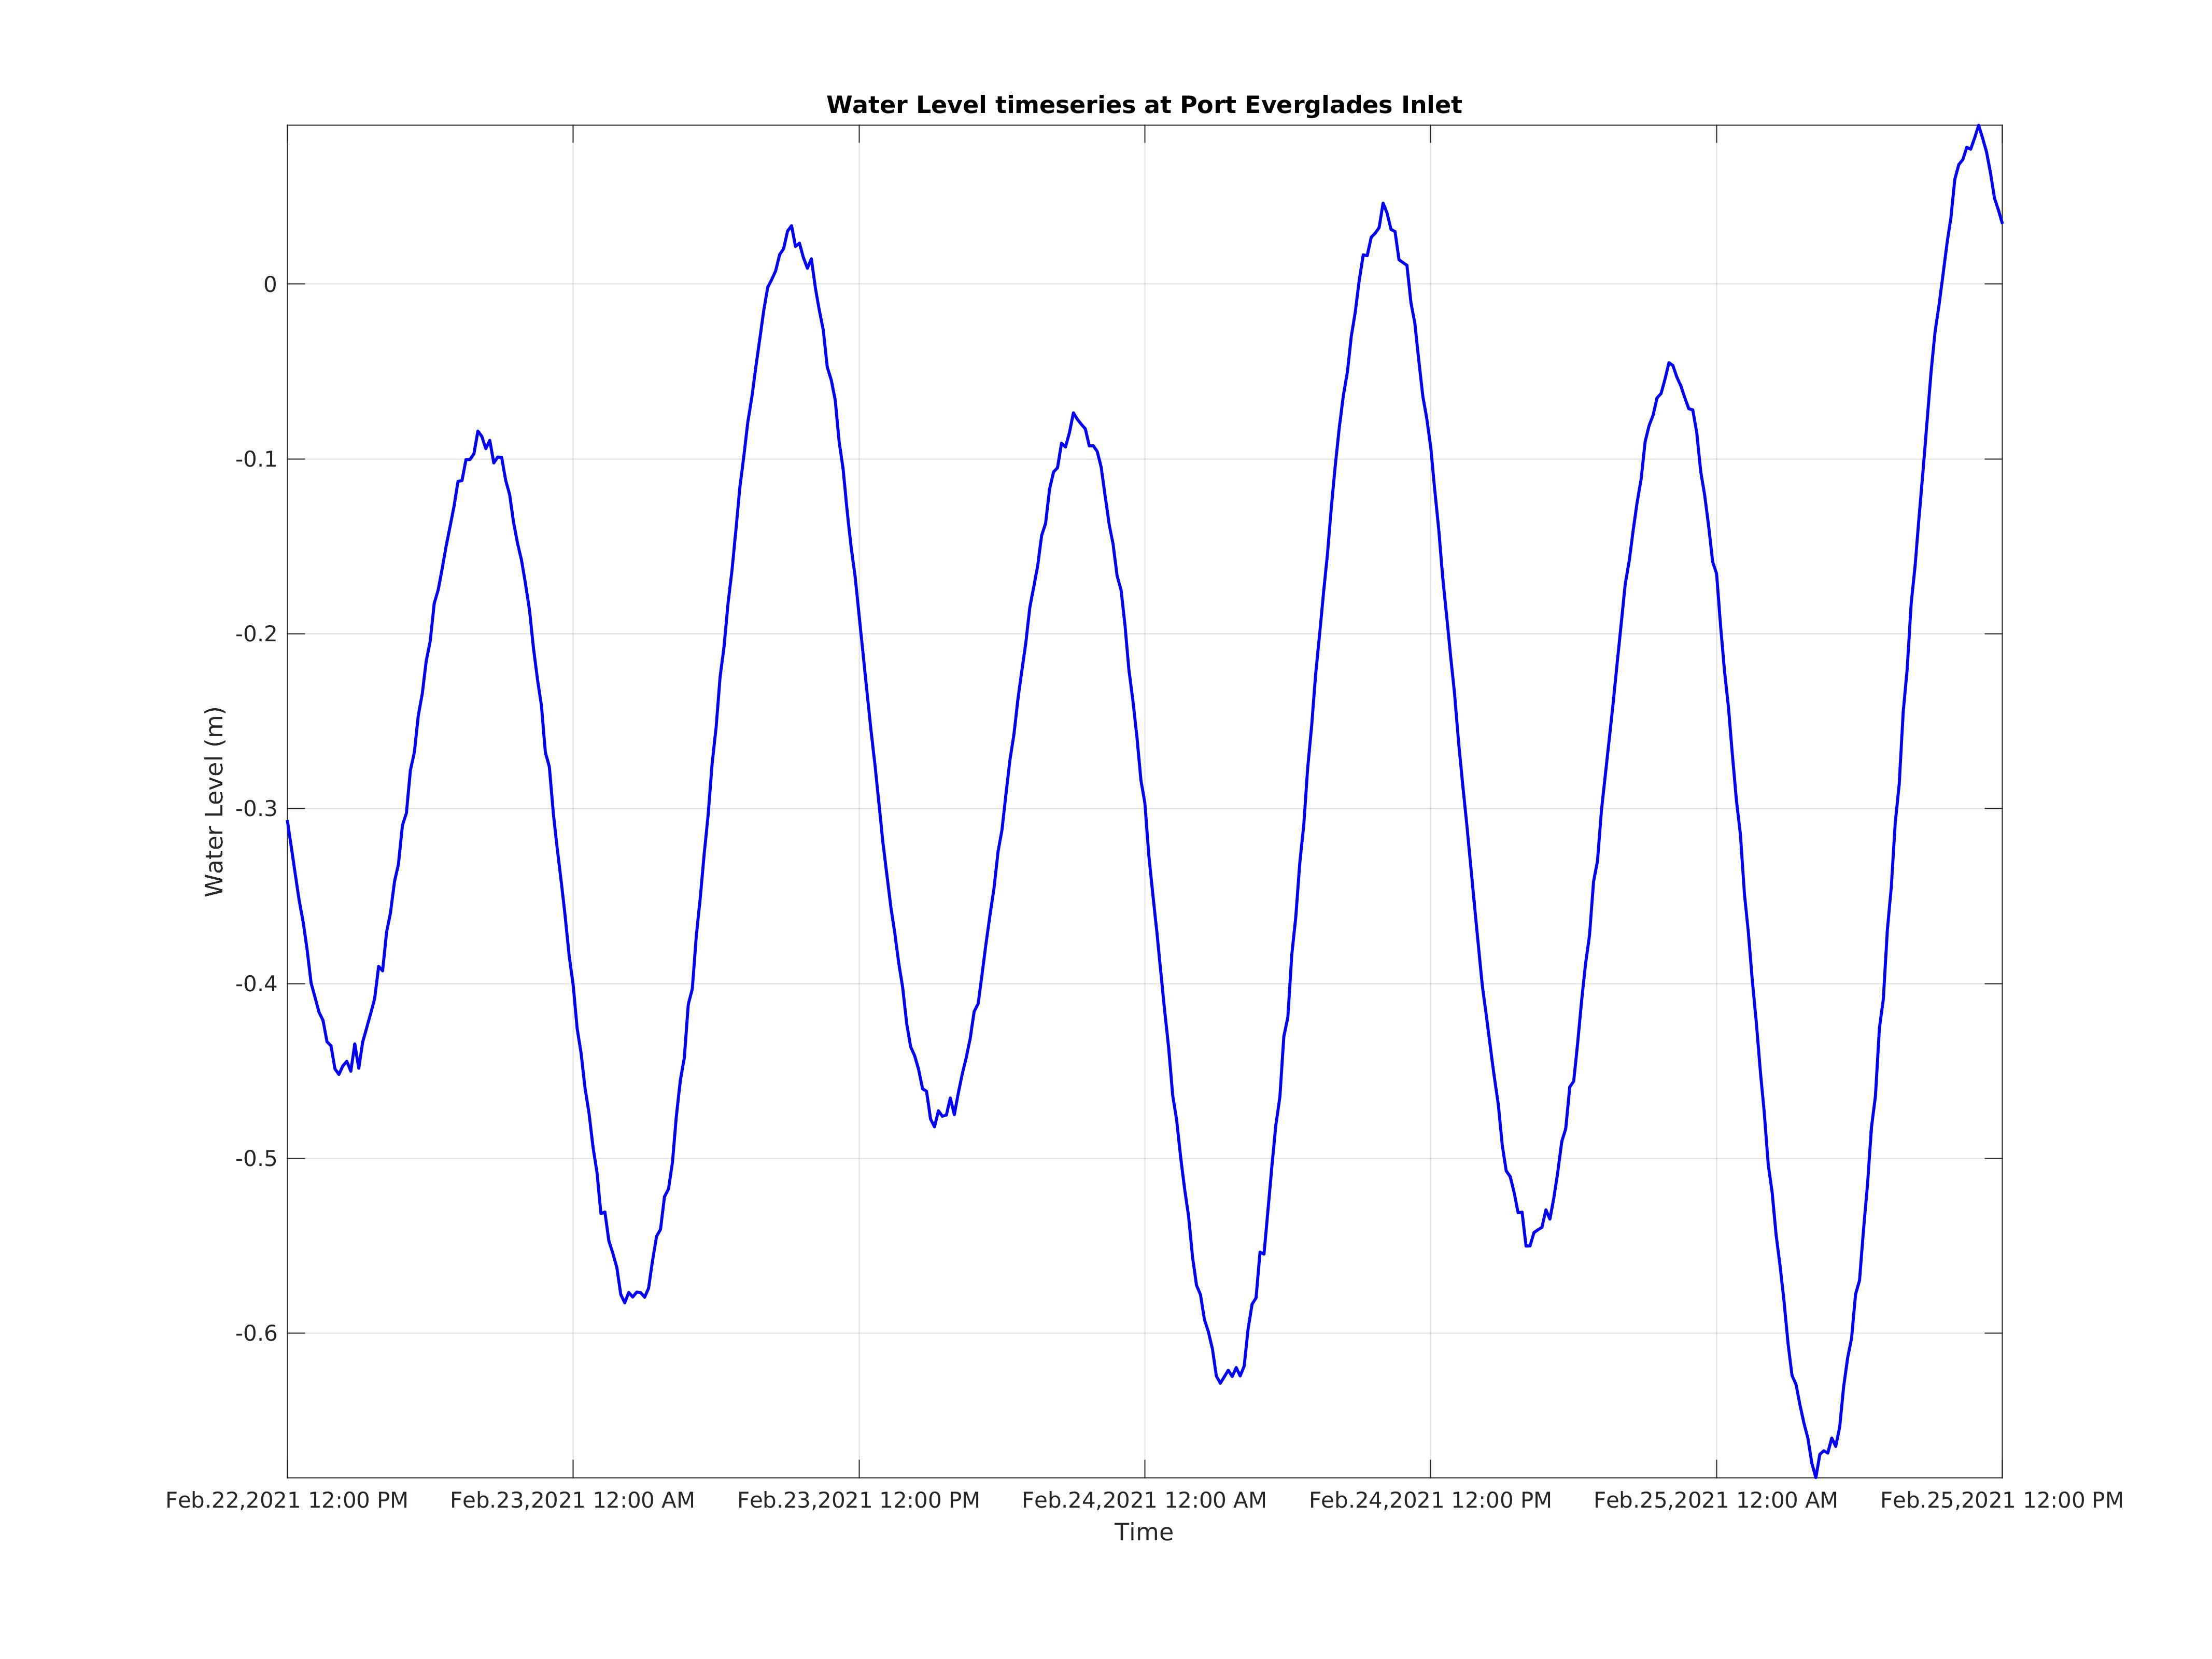 Water Level timeseries at Port Everglades Inlet
0
-0.1
-0.2
-0.3
-0.4
-0.5
-0.6
Water Level (m)
Feb.22,2021 12:00 PM Feb.23,2021 12:00 AM Feb.23,2021 12:00 PM Feb.24,2021 12:00 AM Feb.24,2021 12:00 PM Feb.25,2021 12:00 AM Feb.25,2021 12:00 PM
Time